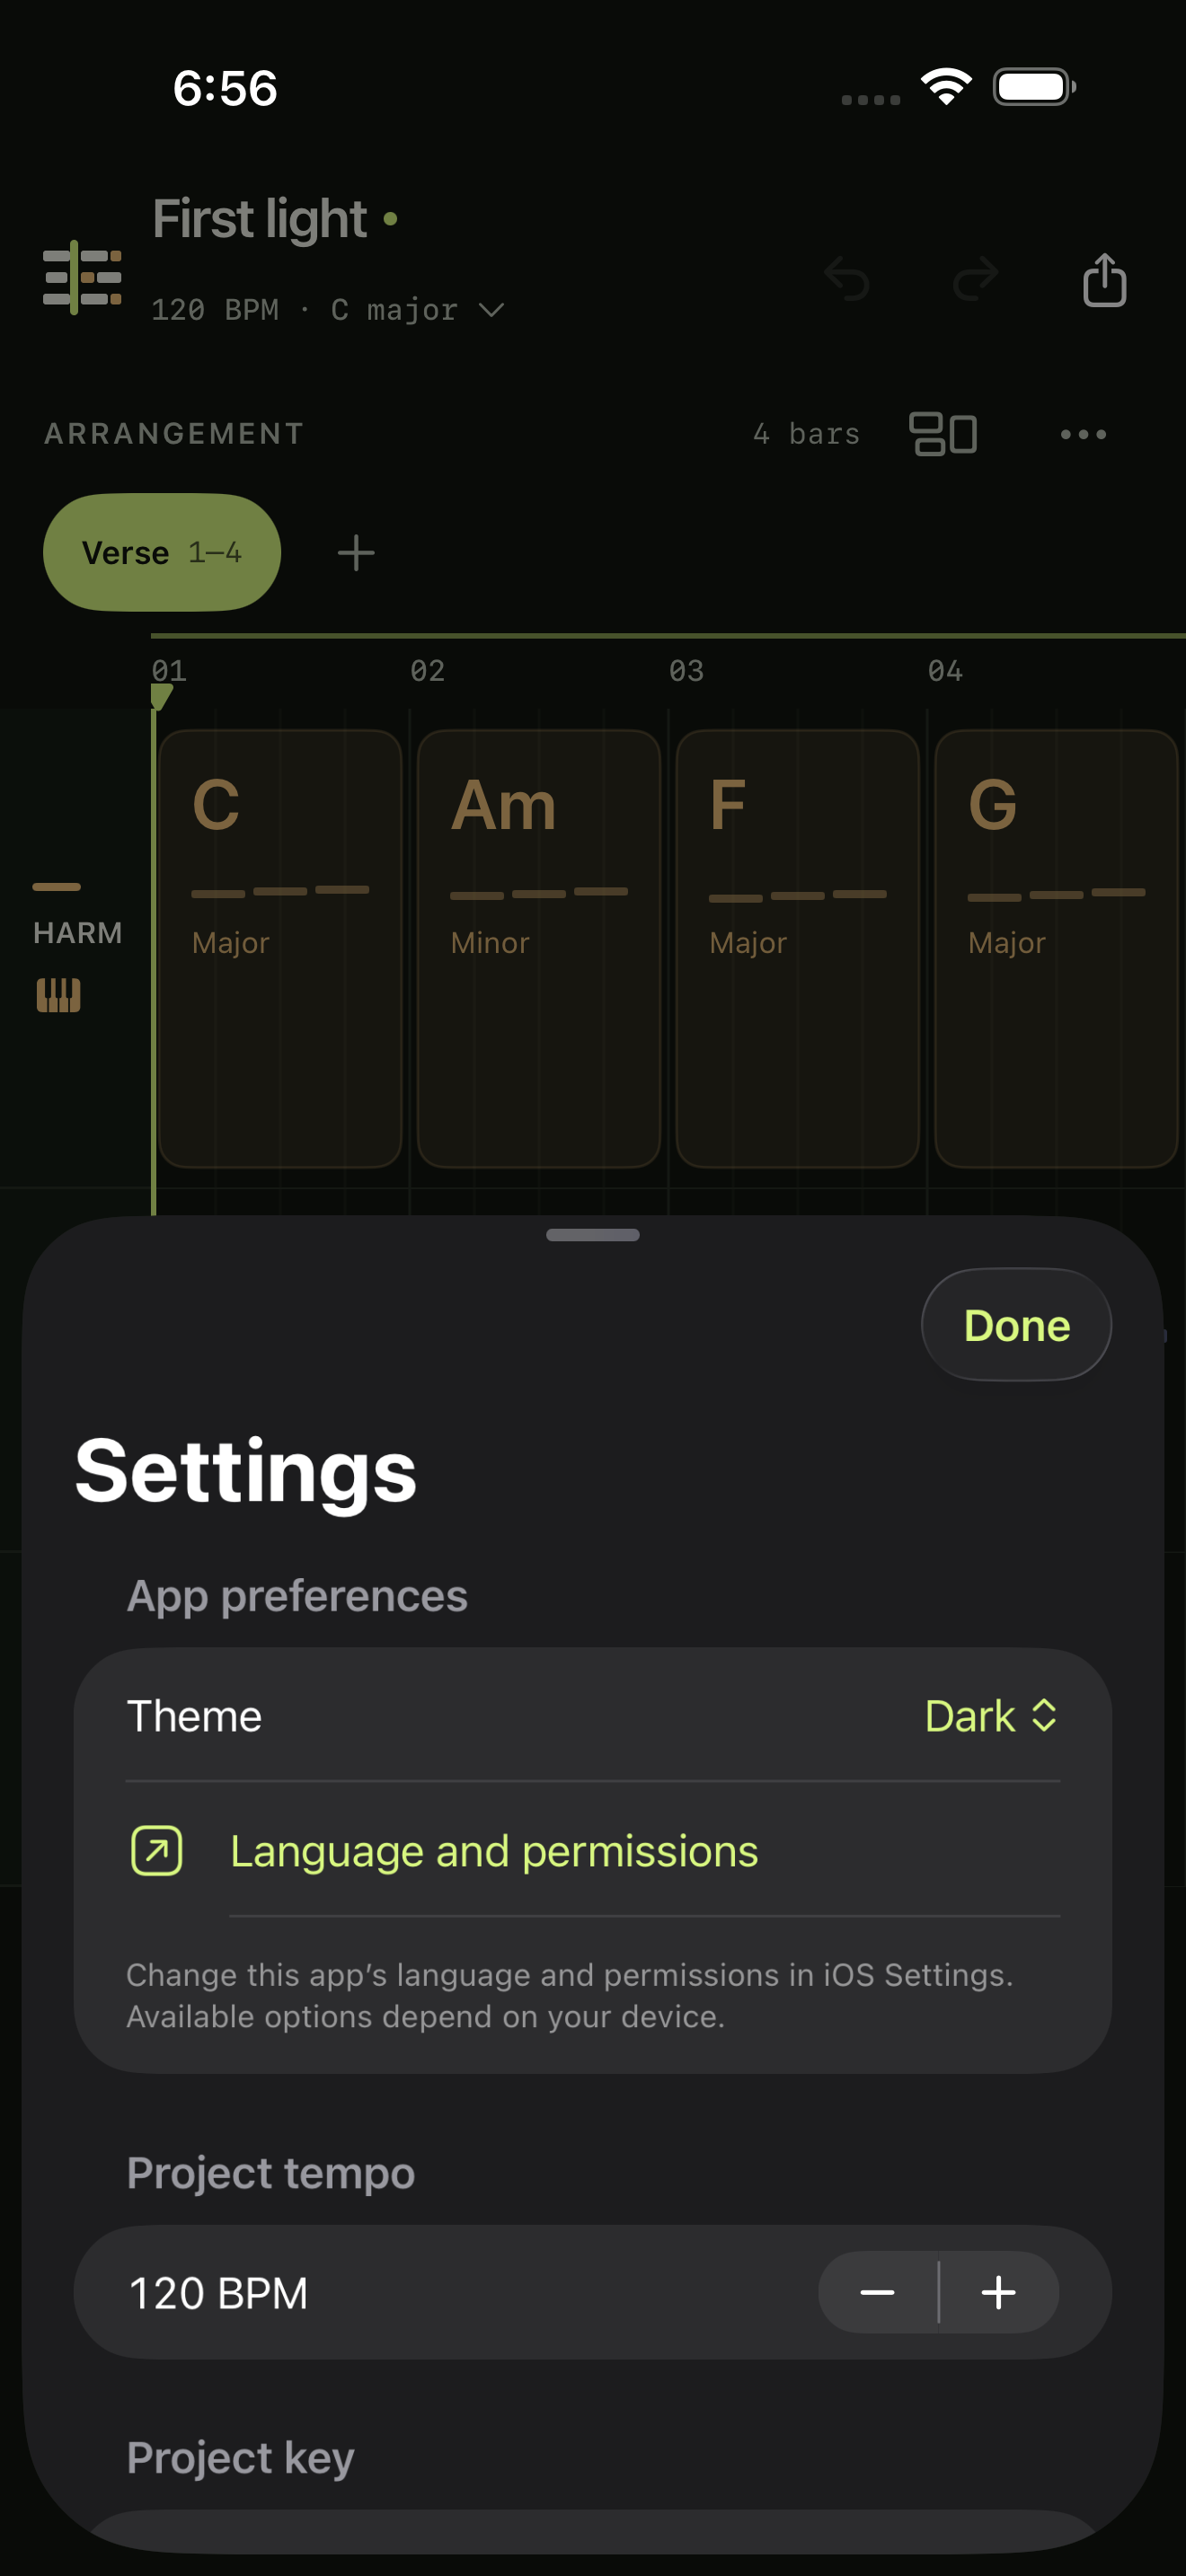 6:56
First light
120 BPM · C major
ARRANGEMENT
4 bars
Verse 1–4
01 02 03 04
C Am F G
HARM
Major Minor Major Major
Done
Settings
App preferences
Theme
Dark
Language and permissions
Change this app’s language and permissions in iOS Settings.
Available options depend on your device.
Project tempo
120 BPM
Project key